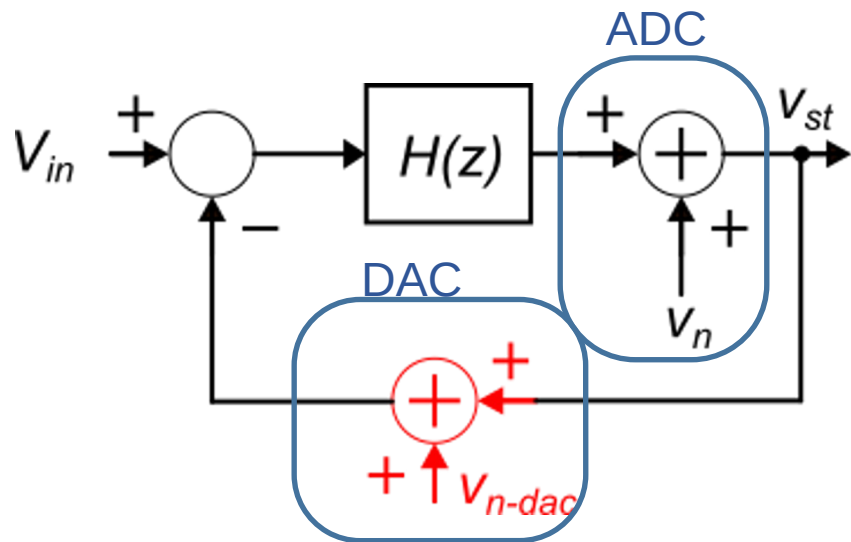 ADC
+
+
v_st
V_in
H(z)
+
−
+
DAC
v_n
+
+
+
v_n-dac